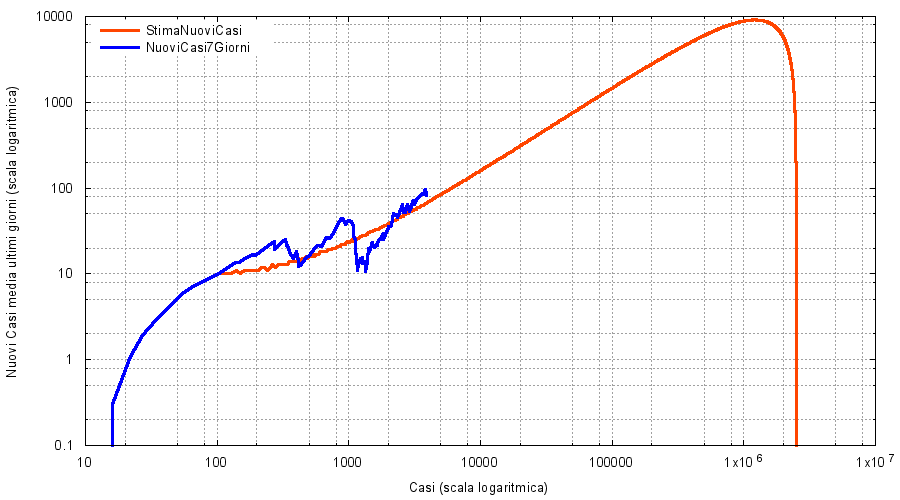 10000
StimaNuoviCasi
NuoviCasi7Giorni
1000
100
10
1
0.1
Nuovi Casi media ultimi giorni (scala logaritmica)
10 100 1000 10000 100000 1x10^6 1x10^7
Casi (scala logaritmica)